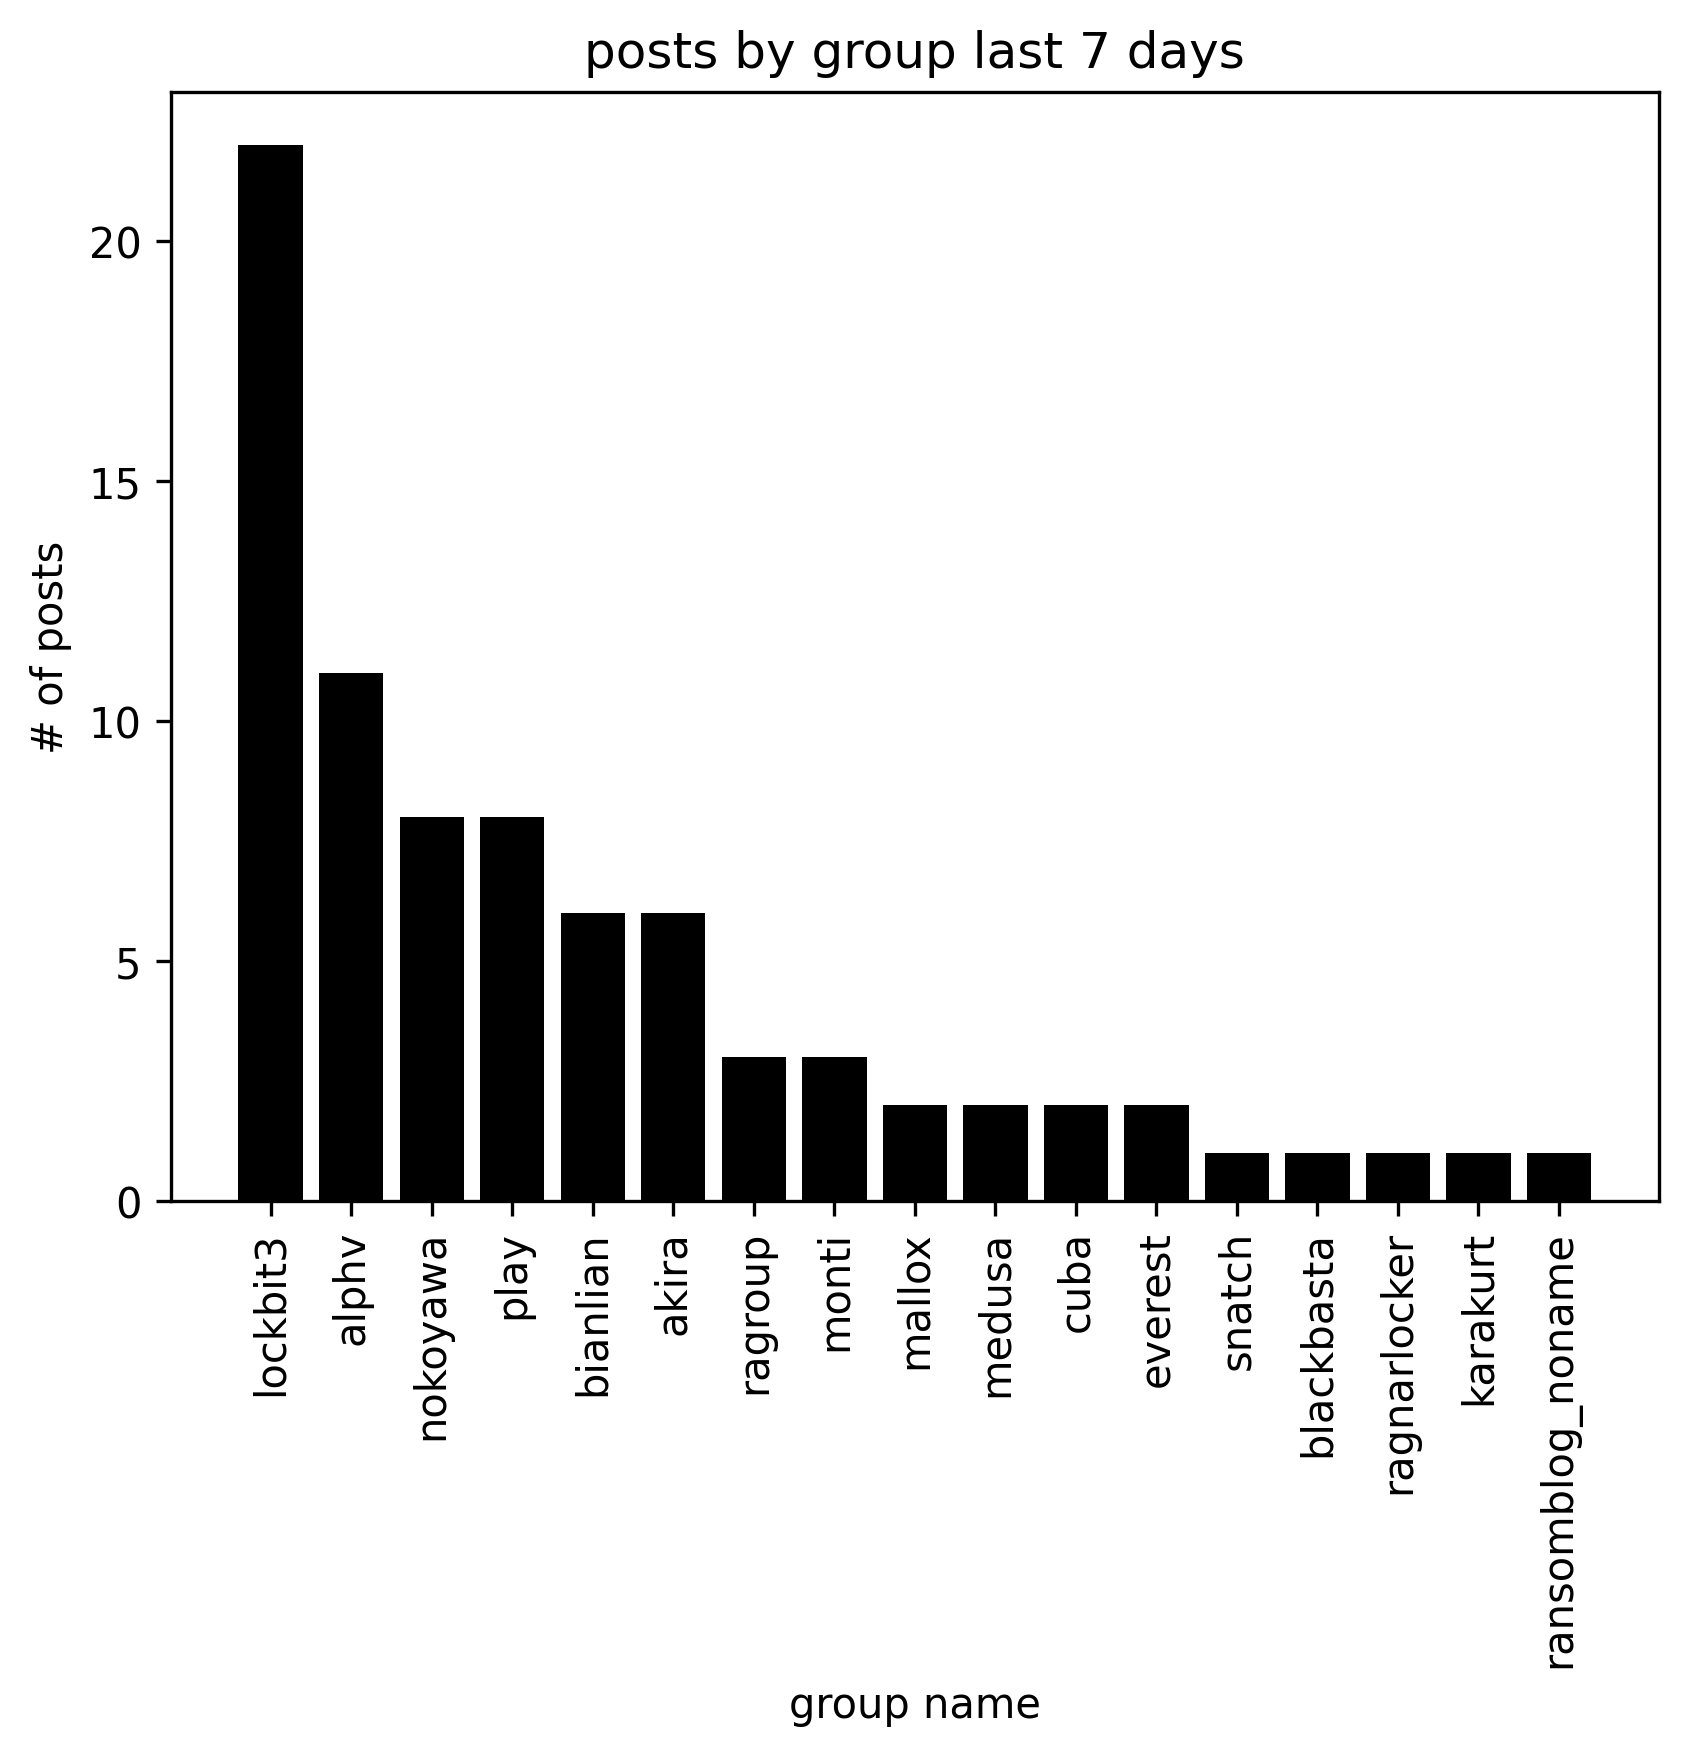 posts by group last 7 days
# of posts
20
15
10
5
0
lockbit3
alphv
nokoyawa
play
bianlian
akira
ragroup
monti
mallox
medusa
cuba
everest
snatch
blackbasta
ragnarlocker
karakurt
ransomblog_noname
group name